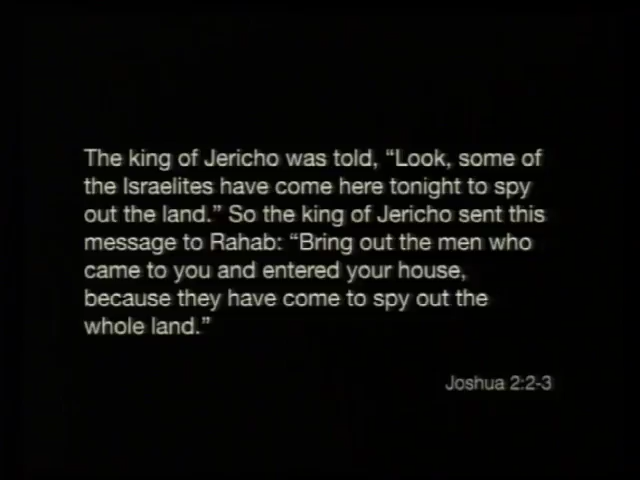 The king of Jericho was told, “Look, some of
the Israelites have come here tonight to spy
out the land.” So the king of Jericho sent this
message to Rahab: “Bring out the men who
came to you and entered your house,
because they have come to spy out the
whole land.”
Joshua 2:2-3